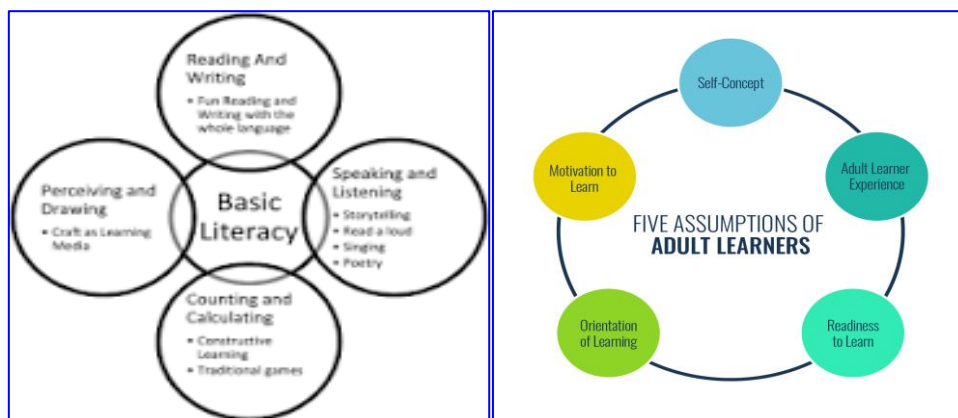 Reading And
Writing
• Fun Reading and
Writing with the
whole language
Perceiving and
Drawing
• Craft as Learning
Media
Basic
Literacy
Speaking and
Listening
• Storytelling
• Read a loud
• Singing
• Poetry
Counting and
Calculating
• Constructive
Learning
• Traditional games
Self-Concept
Motivation to
Learn
Adult Learner
Experience
FIVE ASSUMPTIONS OF
ADULT LEARNERS
Orientation
of Learning
Readiness
to Learn